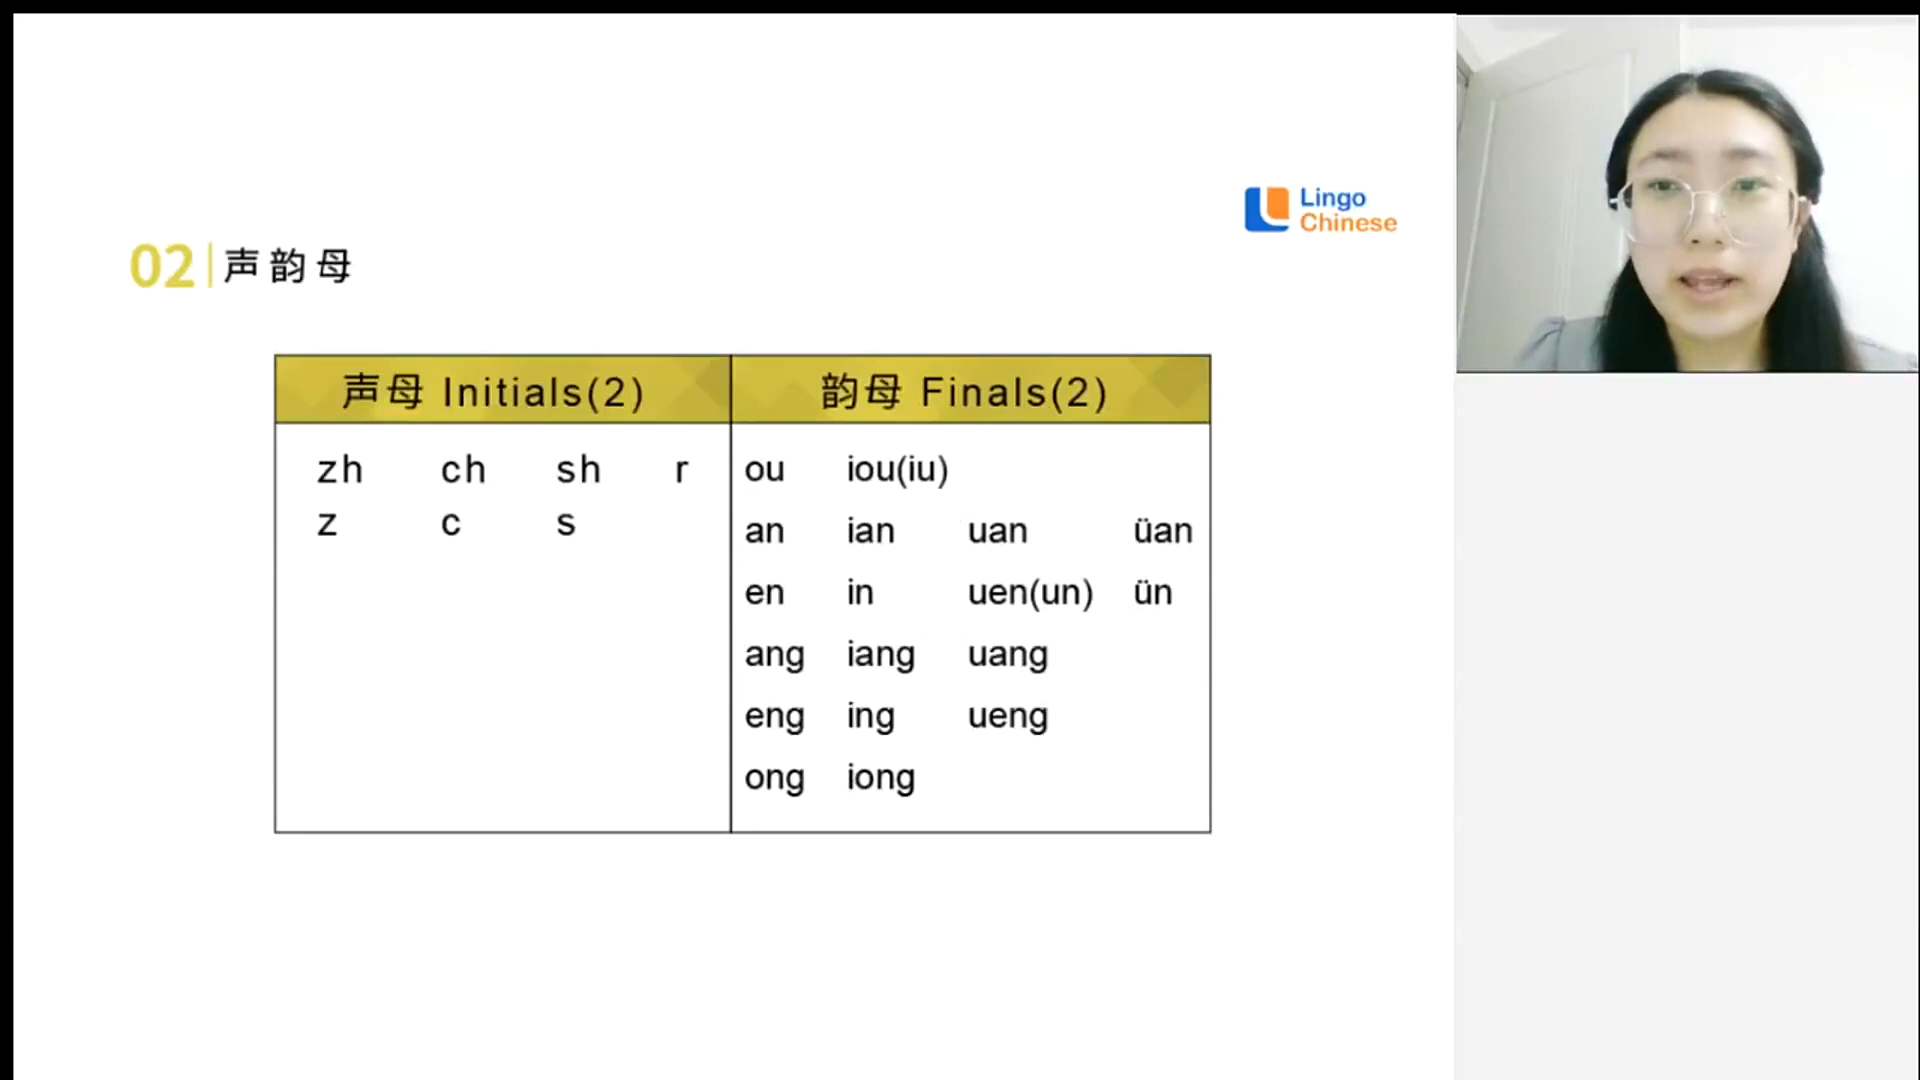 Lingo
Chinese
02 声韵母
声母 Initials(2) 韵母 Finals(2)
zh ch sh r ou iou(iu)
z c s an ian uan üan
en in uen(un) ün
ang iang uang
eng ing ueng
ong iong